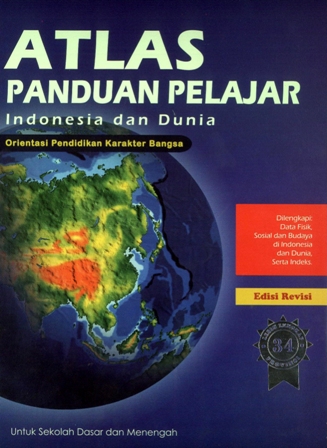 ATLAS
PANDUAN PELAJAR
Indonesia dan Dunia
Orientasi Pendidikan Karakter Bangsa
Dilengkapi:
Data Fisik,
Sosial dan Budaya
di Indonesia
dan Dunia,
Serta Indeks.
Edisi Revisi
34
Untuk Sekolah Dasar dan Menengah